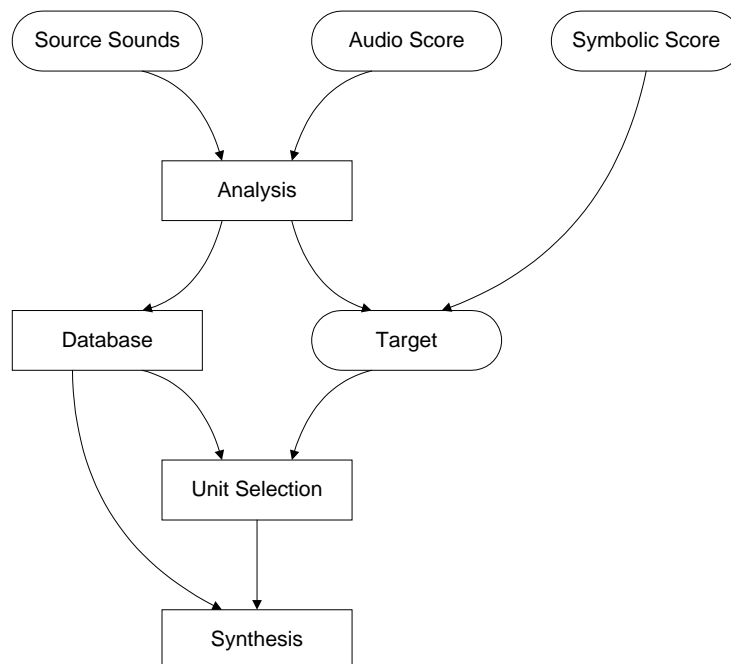 Source Sounds
Audio Score
Symbolic Score
Analysis
Database
Target
Unit Selection
Synthesis